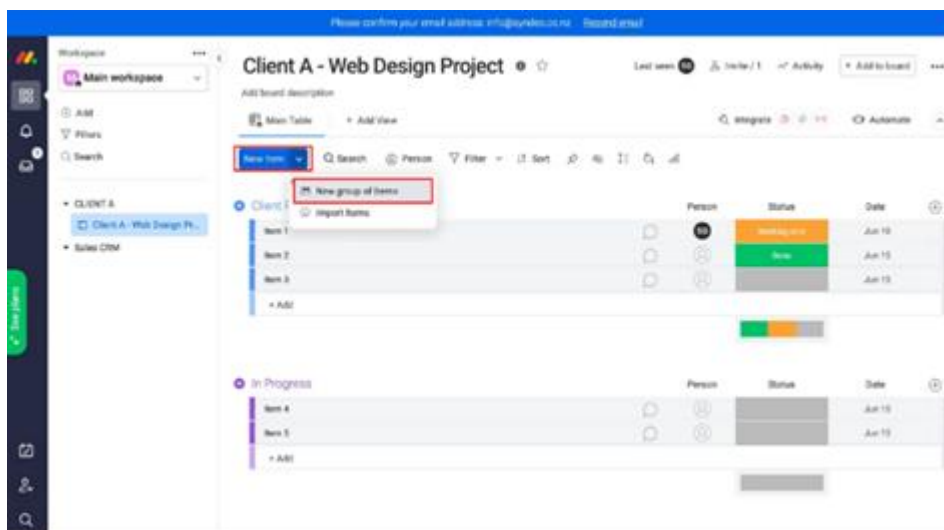 Please confirm your email address: info@syndeo.co.nz Resend email
Workspace
Main workspace
Add
Filters
Search
CLIENT A
Client A - Web Design Pr...
Sales CRM
See plans
Client A - Web Design Project
Last seen
Invite / 1
Activity
+ Add to board
Add board description
Main Table
+ Add View
Integrate
Automate
New Item
Search
Person
Filter
Sort
New group of items
Import items
Client
Person Status Date
Item 1 Working on it Jun 15
Item 2 Done Jun 15
Item 3 Jun 15
+ Add
In Progress
Person Status Date
Item 4 Jun 15
Item 5 Jun 15
+ Add